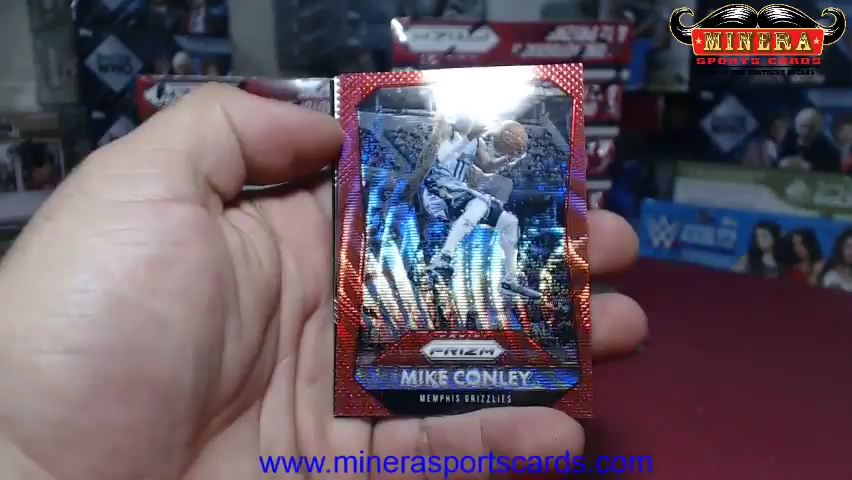 MINERA
SPORTS CARDS
PRIZM
MIKE CONLEY
MEMPHIS GRIZZLIES
www.minerasportscards.com